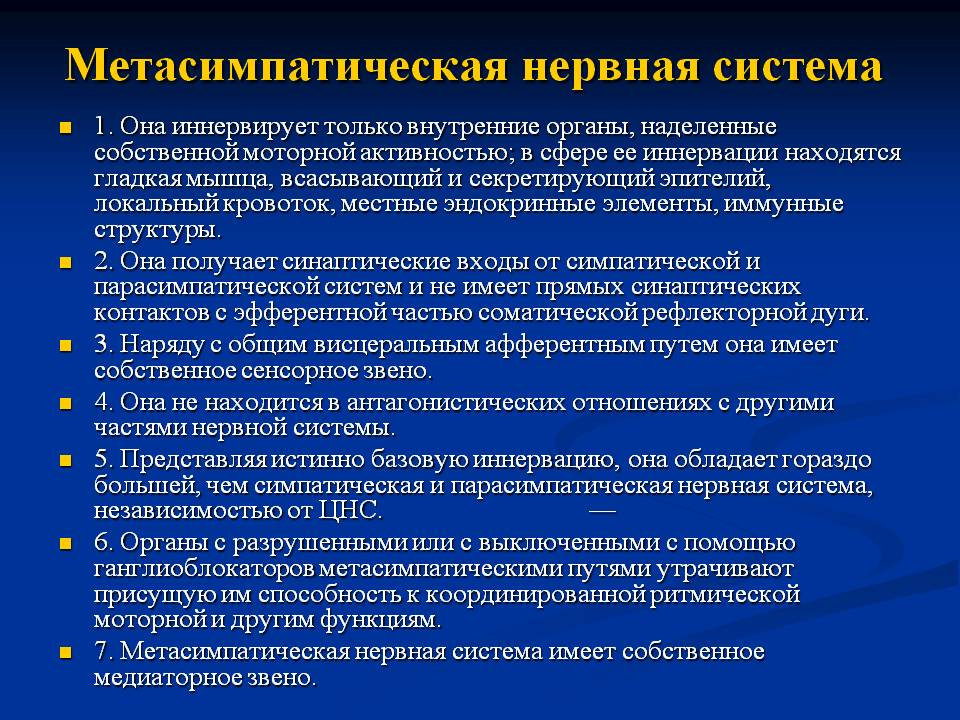 Метасимпатическая нервная система
1. Она иннервирует только внутренние органы, наделенные
собственной моторной активностью; в сфере ее иннервации находятся
гладкая мышца, всасывающий и секретирующий эпителий,
локальный кровоток, местные эндокринные элементы, иммунные
структуры.
2. Она получает синаптические входы от симпатической и
парасимпатической систем и не имеет прямых синаптических
контактов с эфферентной частью соматической рефлекторной дуги.
3. Наряду с общим висцеральным афферентным путем она имеет
собственное сенсорное звено.
4. Она не находится в антагонистических отношениях с другими
частями нервной системы.
5. Представляя истинно базовую иннервацию, она обладает гораздо
большей, чем симпатическая и парасимпатическая нервная система,
независимостью от ЦНС. —
6. Органы с разрушенными или с выключенными с помощью
ганглиоблокаторов метасимпатическими путями утрачивают
присущую им способность к координированной ритмической
моторной и другим функциям.
7. Метасимпатическая нервная система имеет собственное
медиаторное звено.